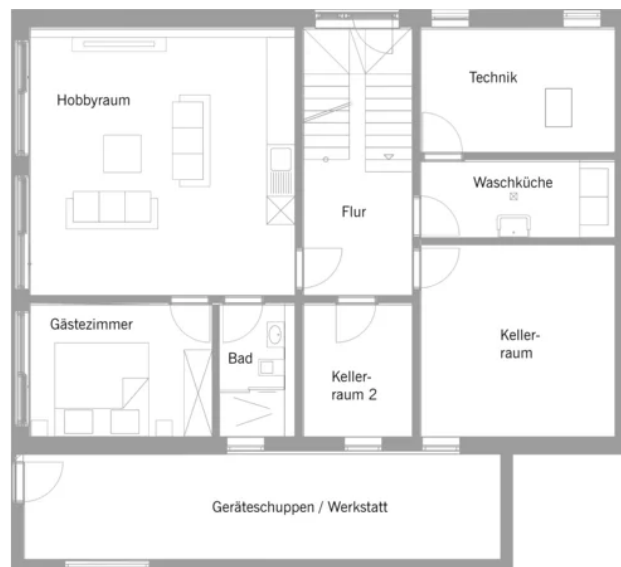 Hobbyraum
Technik
Waschküche
Flur
Gästezimmer
Bad
Keller-
raum 2
Keller-
raum
Geräteschuppen / Werkstatt